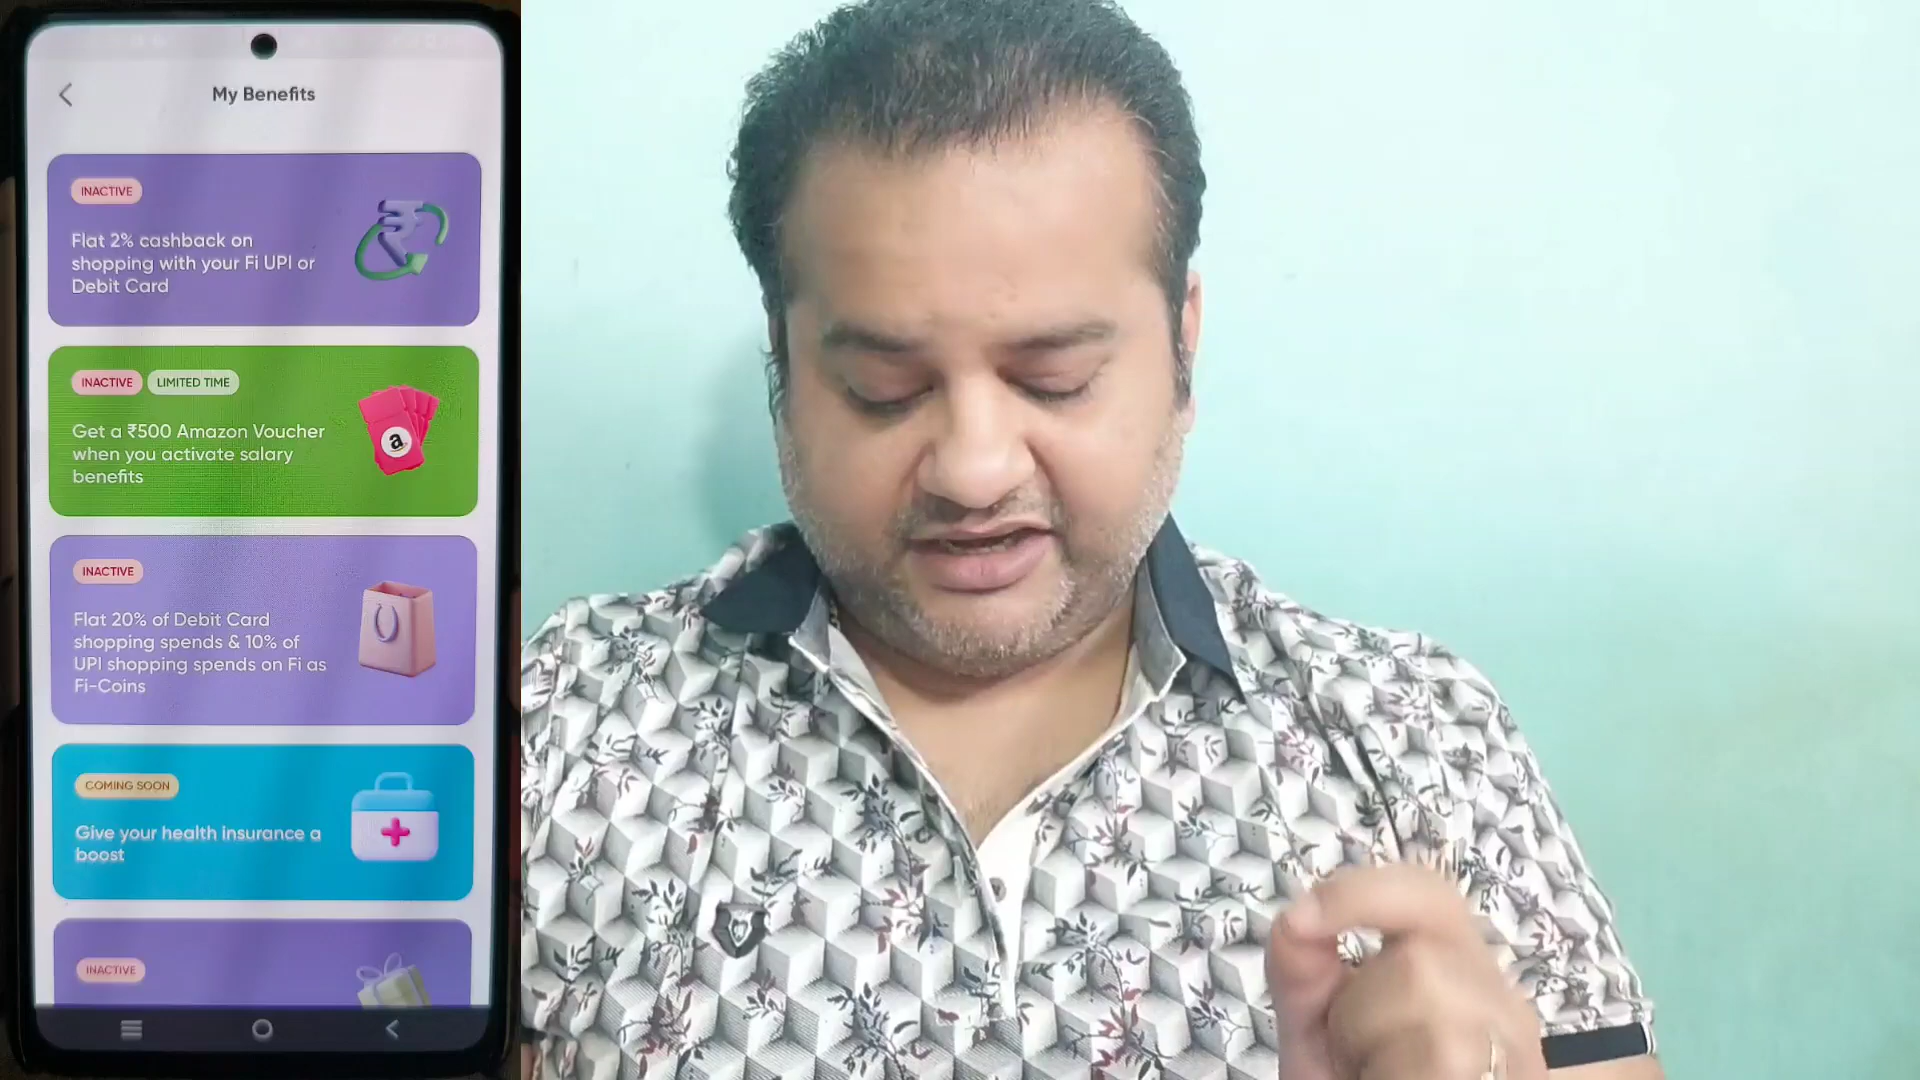 My Benefits
INACTIVE
Flat 2% cashback on
shopping with your Fi UPI or
Debit Card
INACTIVE LIMITED TIME
a
Get a ₹500 Amazon Voucher
when you activate salary
benefits
INACTIVE
Flat 20% of Debit Card
shopping spends & 10% of
UPI shopping spends on Fi as
Fi-Coins
COMING SOON
Give your health insurance a
boost
INACTIVE